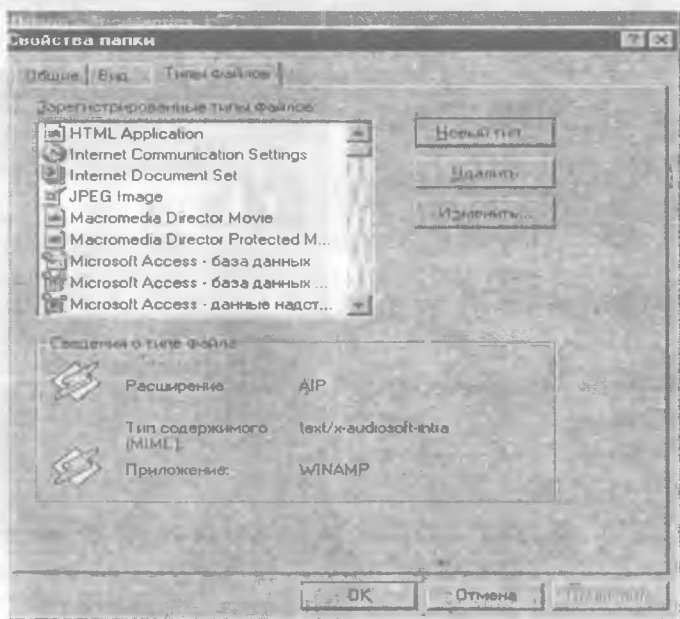 Свойства папки
Общие Вид Типы файлов
Зарегистрированные типы файлов:
HTML Application
Internet Communication Settings
Internet Document Set
JPEG Image
Macromedia Director Movie
Macromedia Director Protected M...
Microsoft Access - база данных
Microsoft Access - база данных ...
Microsoft Access - данные надст...
Новый тип...
Удалить
Изменить...
Сведения о типе файла
Расширение AIP
Тип содержимого text/x-audiosoft-intra
(MIME):
Приложение: WINAMP
OK Отмена